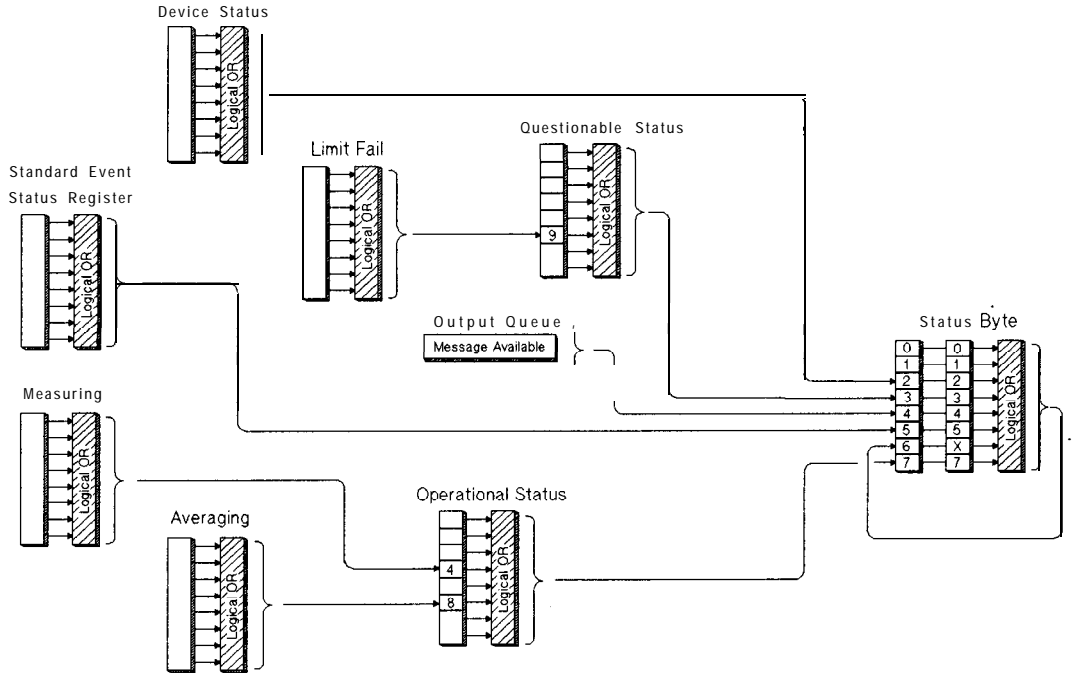 Device Status
Logical OR
Questionable Status
9
Logical OR
Limit Fail
Logical OR
Standard Event
Status Register
Logical OR
Output Queue
Message Available
Status Byte
0 0
1 1
2 2
3 3
4 4
5 5
6 X
7 7
Logical OR
Measuring
Logical OR
Operational Status
4
8
Logical OR
Averaging
Logical OR